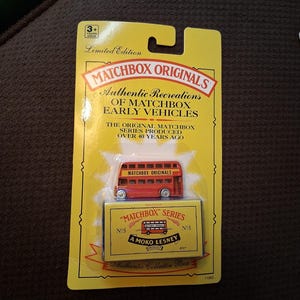 3+
Limited Edition
MATCHBOX ORIGINALS
Authentic Recreations
OF MATCHBOX
EARLY VEHICLES
THE ORIGINAL MATCHBOX
SERIES PRODUCED
OVER 40 YEARS AGO
MATCHBOX ORIGINALS
"MATCHBOX" SERIES
No5 No5
A MOKO LESNEY